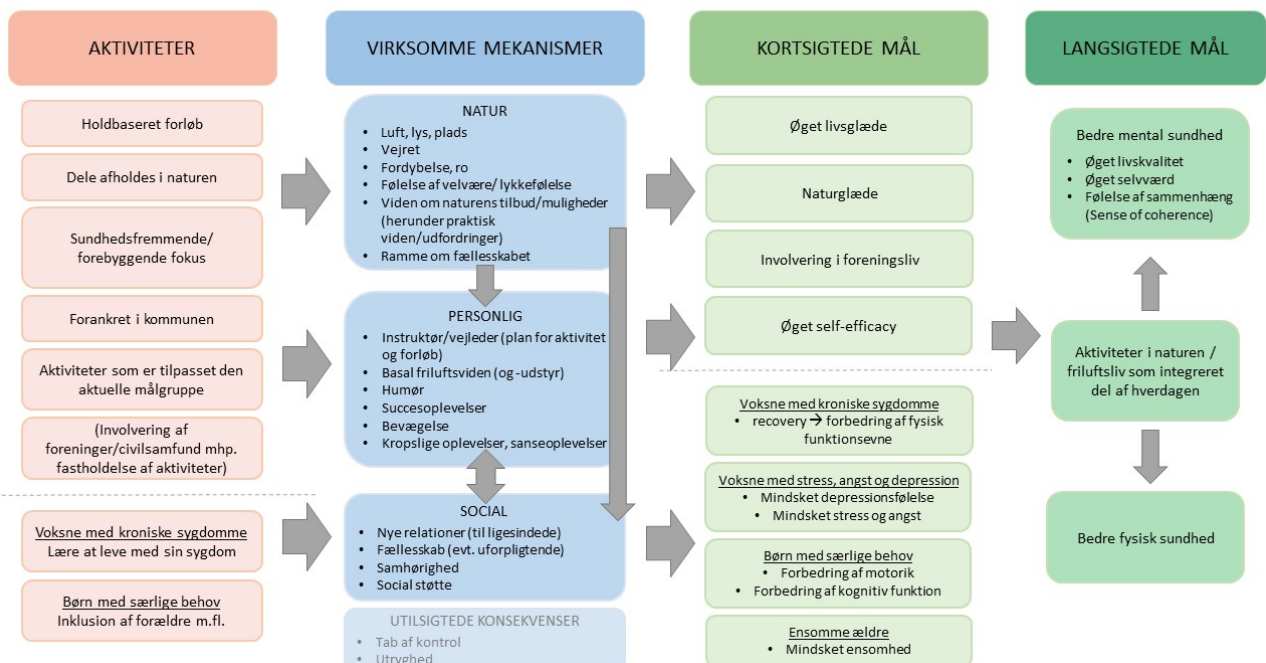 AKTIVITETER
Holdbaseret forløb
Dele afholdes i naturen
Sundhedsfremmende/
forebyggende fokus
Forankret i kommunen
Aktiviteter som er tilpasset den
aktuelle målgruppe
(Involvering af
foreninger/civilsamfund mhp.
fastholdelse af aktiviteter)
Voksne med kroniske sygdomme
Lære at leve med sin sygdom
Børn med særlige behov
Inklusion af forældre m.fl.
VIRKSOMME MEKANISMER
NATUR
• Luft, lys, plads
• Vejret
• Fordybelse, ro
• Følelse af velvære/ lykkefølelse
• Viden om naturens tilbud/muligheder
(herunder praktisk
viden/udfordringer)
• Ramme om fællesskabet
PERSONLIG
• Instruktør/vejleder (plan for aktivitet
og forløb)
• Basal friluftsviden (og -udstyr)
• Humør
• Succesoplevelser
• Bevægelse
• Kropslige oplevelser, sanseoplevelser
SOCIAL
• Nye relationer (til ligesindede)
• Fællesskab (evt. uforpligtende)
• Samhørighed
• Social støtte
UTILSIGTEDE KONSEKVENSER
• Tab af kontrol
• Utryghed
KORTSIGTEDE MÅL
Øget livsglæde
Naturglæde
Involvering i foreningsliv
Øget self-efficacy
Voksne med kroniske sygdomme
• recovery → forbedring af fysisk
funktionsevne
Voksne med stress, angst og depression
• Mindsket depressionsfølelse
• Mindsket stress og angst
Børn med særlige behov
• Forbedring af motorik
• Forbedring af kognitiv funktion
Ensomme ældre
• Mindsket ensomhed
LANGSIGTEDE MÅL
Bedre mental sundhed
• Øget livskvalitet
• Øget selvværd
• Følelse af sammenhæng
(Sense of coherence)
Aktiviteter i naturen /
friluftsliv som integreret
del af hverdagen
Bedre fysisk sundhed